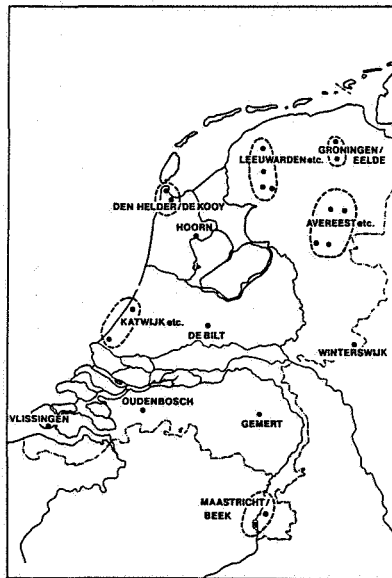 GRONINGEN/
EELDE
LEEUWARDEN etc.
DEN HELDER/DE KOOY
AVEREEST etc.
HOORN
KATWIJK etc.
DE BILT
WINTERSWIJK
OUDENBOSCH
VLISSINGEN
GEMERT
MAASTRICHT/
BEEK